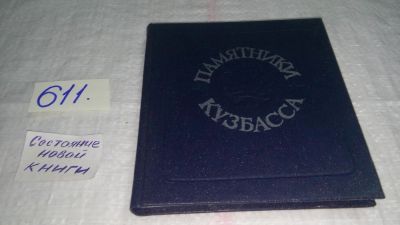 611.
Состояние
новой
книги
ПАМЯТНИКИ
КУЗБАССА